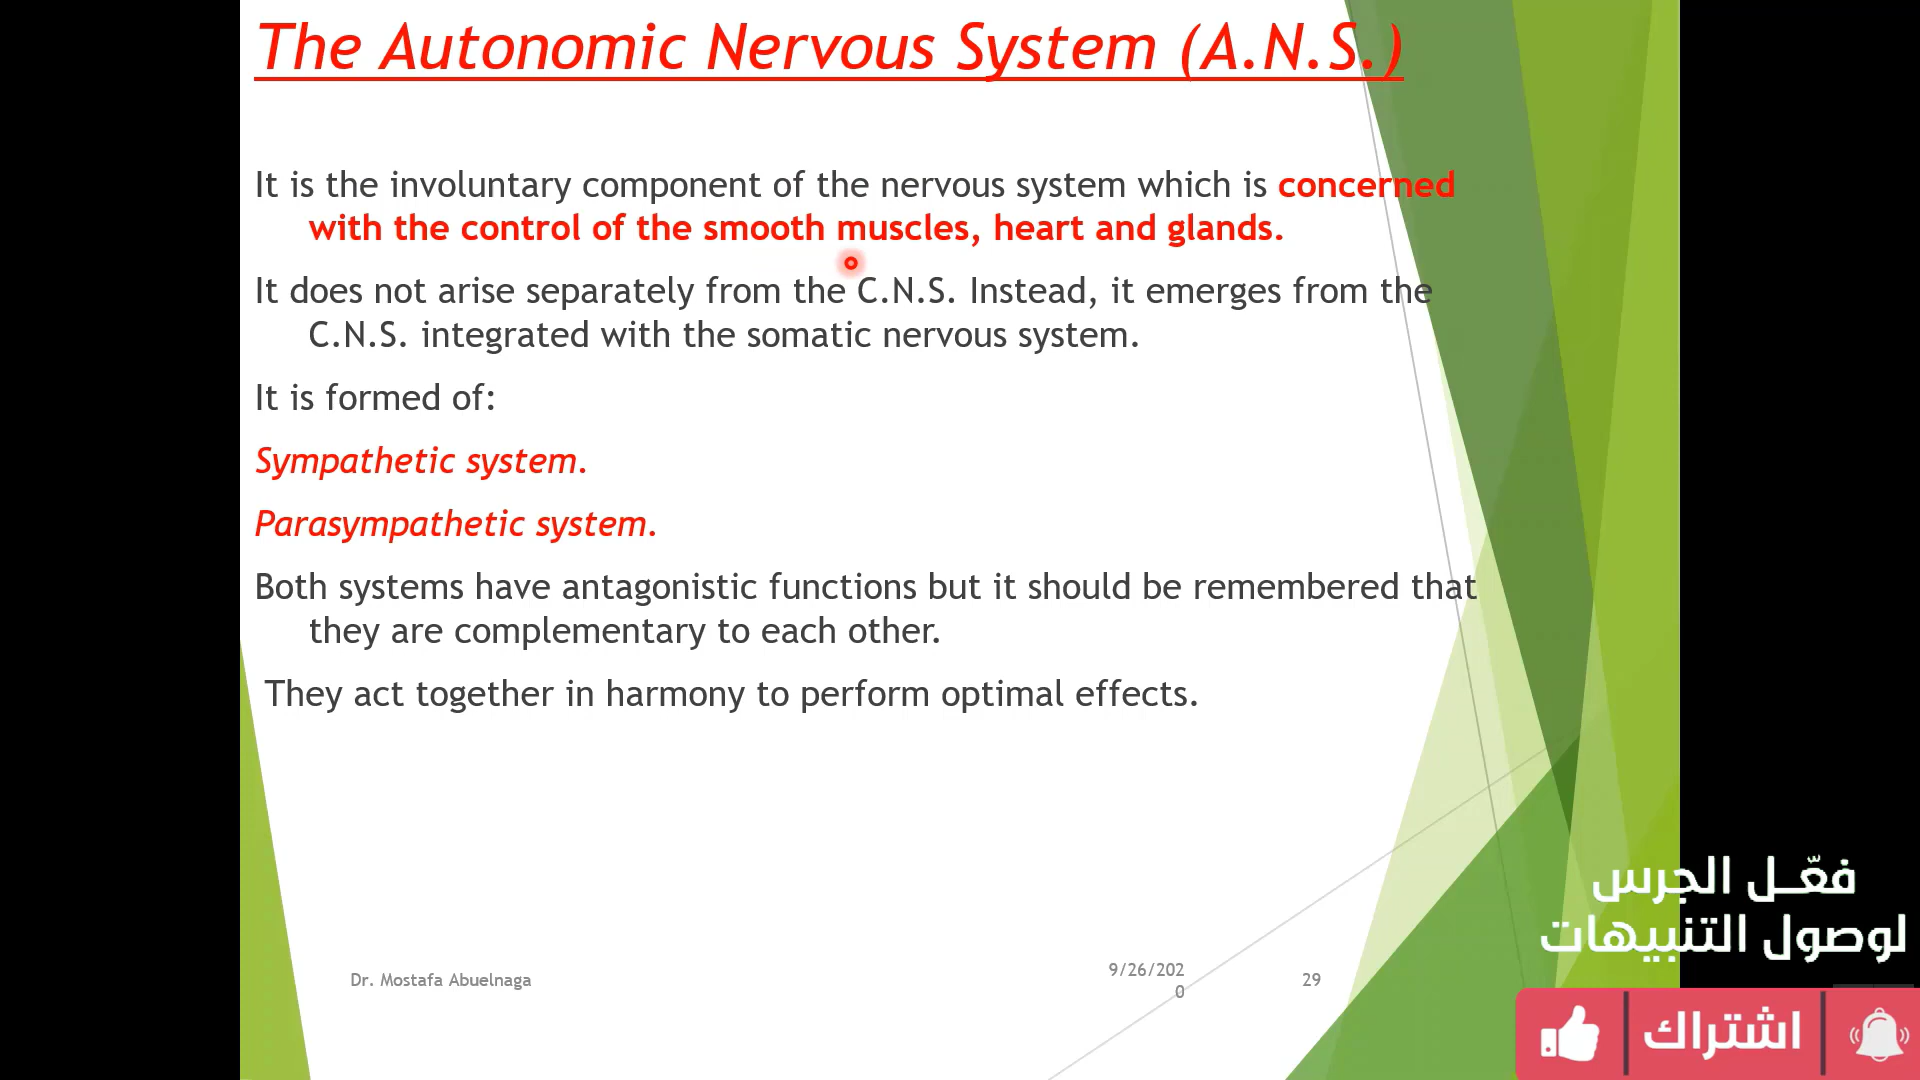 The Autonomic Nervous System (A.N.S.)
It is the involuntary component of the nervous system which is concerned
with the control of the smooth muscles, heart and glands.
It does not arise separately from the C.N.S. Instead, it emerges from the
C.N.S. integrated with the somatic nervous system.
It is formed of:
Sympathetic system.
Parasympathetic system.
Both systems have antagonistic functions but it should be remembered that
they are complementary to each other.
They act together in harmony to perform optimal effects.
فعّـل الجرس
لوصول التنبيهات
Dr. Mostafa Abuelnaga
9/26/202
0
29
اشتراك